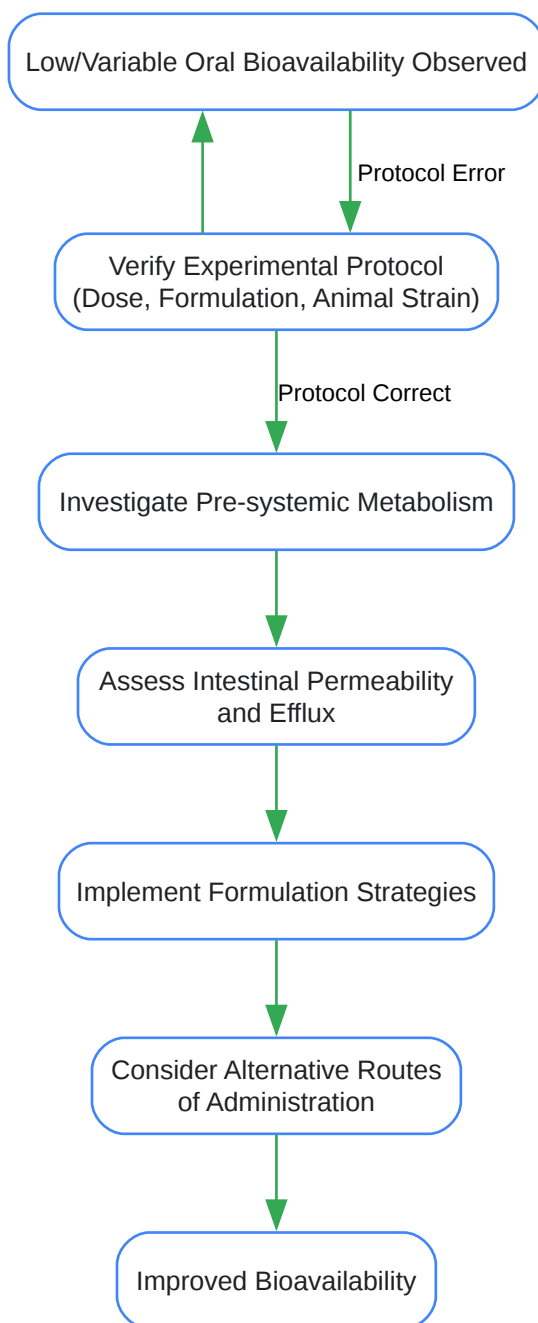 Low/Variable Oral Bioavailability Observed
Protocol Error
Verify Experimental Protocol
(Dose, Formulation, Animal Strain)
Protocol Correct
Investigate Pre-systemic Metabolism
Assess Intestinal Permeability
and Efflux
Implement Formulation Strategies
Consider Alternative Routes
of Administration
Improved Bioavailability